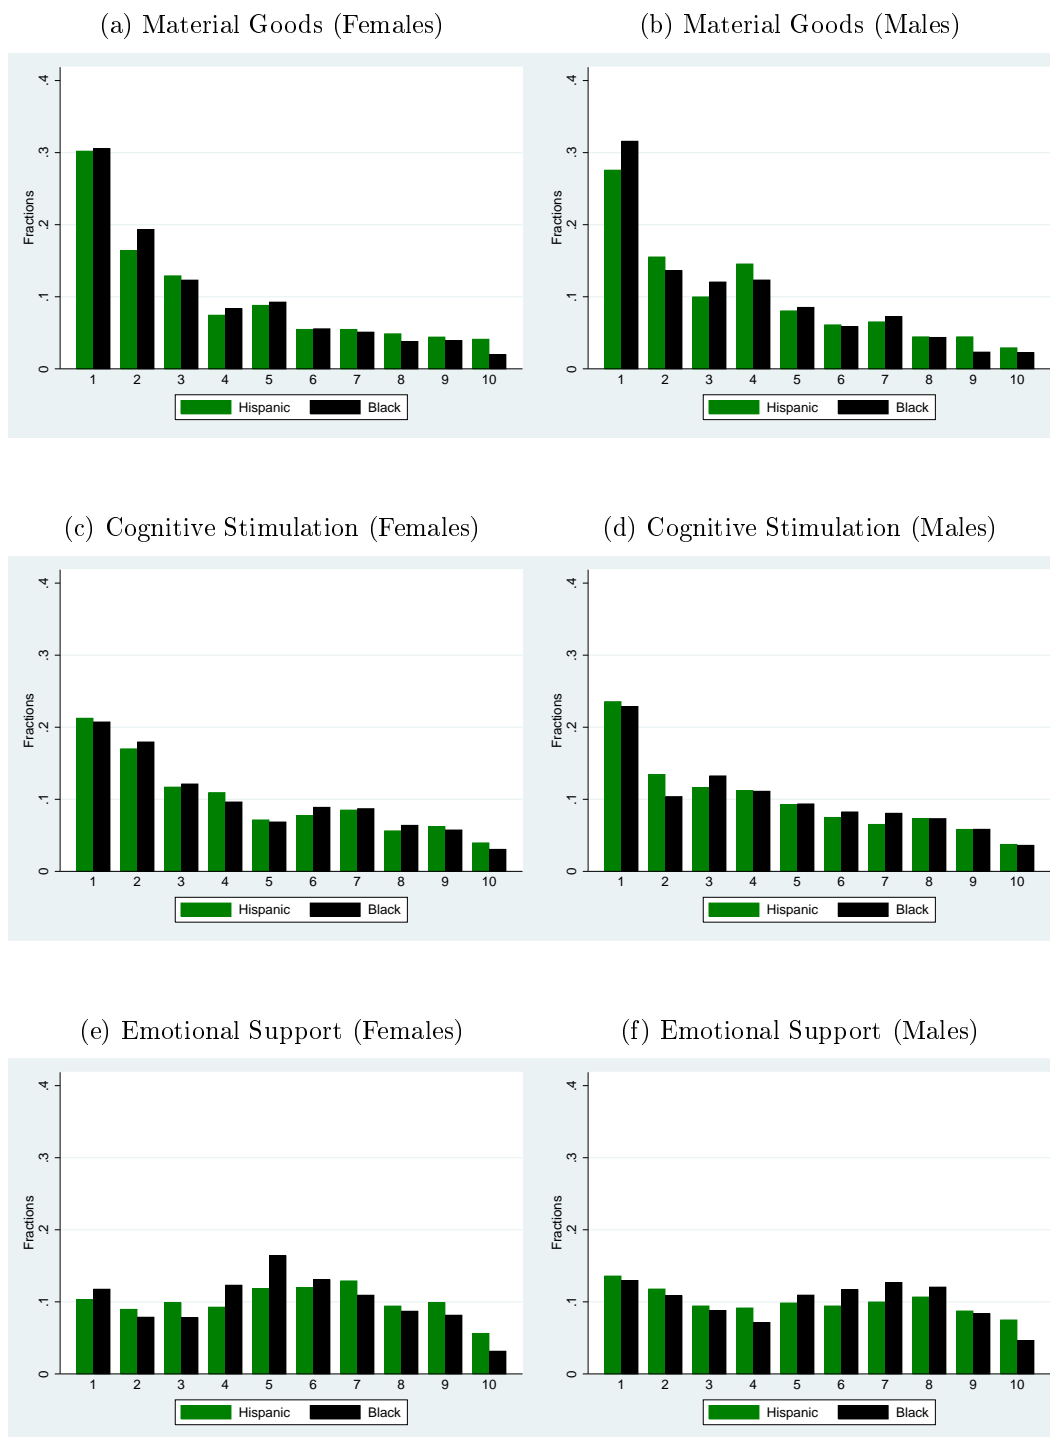 (a) Material Goods (Females)
(b) Material Goods (Males)
.4
.3
.2
.1
0
Fractions
1 2 3 4 5 6 7 8 9 10
Hispanic Black
.4
.3
.2
.1
0
Fractions
1 2 3 4 5 6 7 8 9 10
Hispanic Black
(c) Cognitive Stimulation (Females)
(d) Cognitive Stimulation (Males)
.4
.3
.2
.1
0
Fractions
1 2 3 4 5 6 7 8 9 10
Hispanic Black
.4
.3
.2
.1
0
Fractions
1 2 3 4 5 6 7 8 9 10
Hispanic Black
(e) Emotional Support (Females)
(f) Emotional Support (Males)
.4
.3
.2
.1
0
Fractions
1 2 3 4 5 6 7 8 9 10
Hispanic Black
.4
.3
.2
.1
0
Fractions
1 2 3 4 5 6 7 8 9 10
Hispanic Black